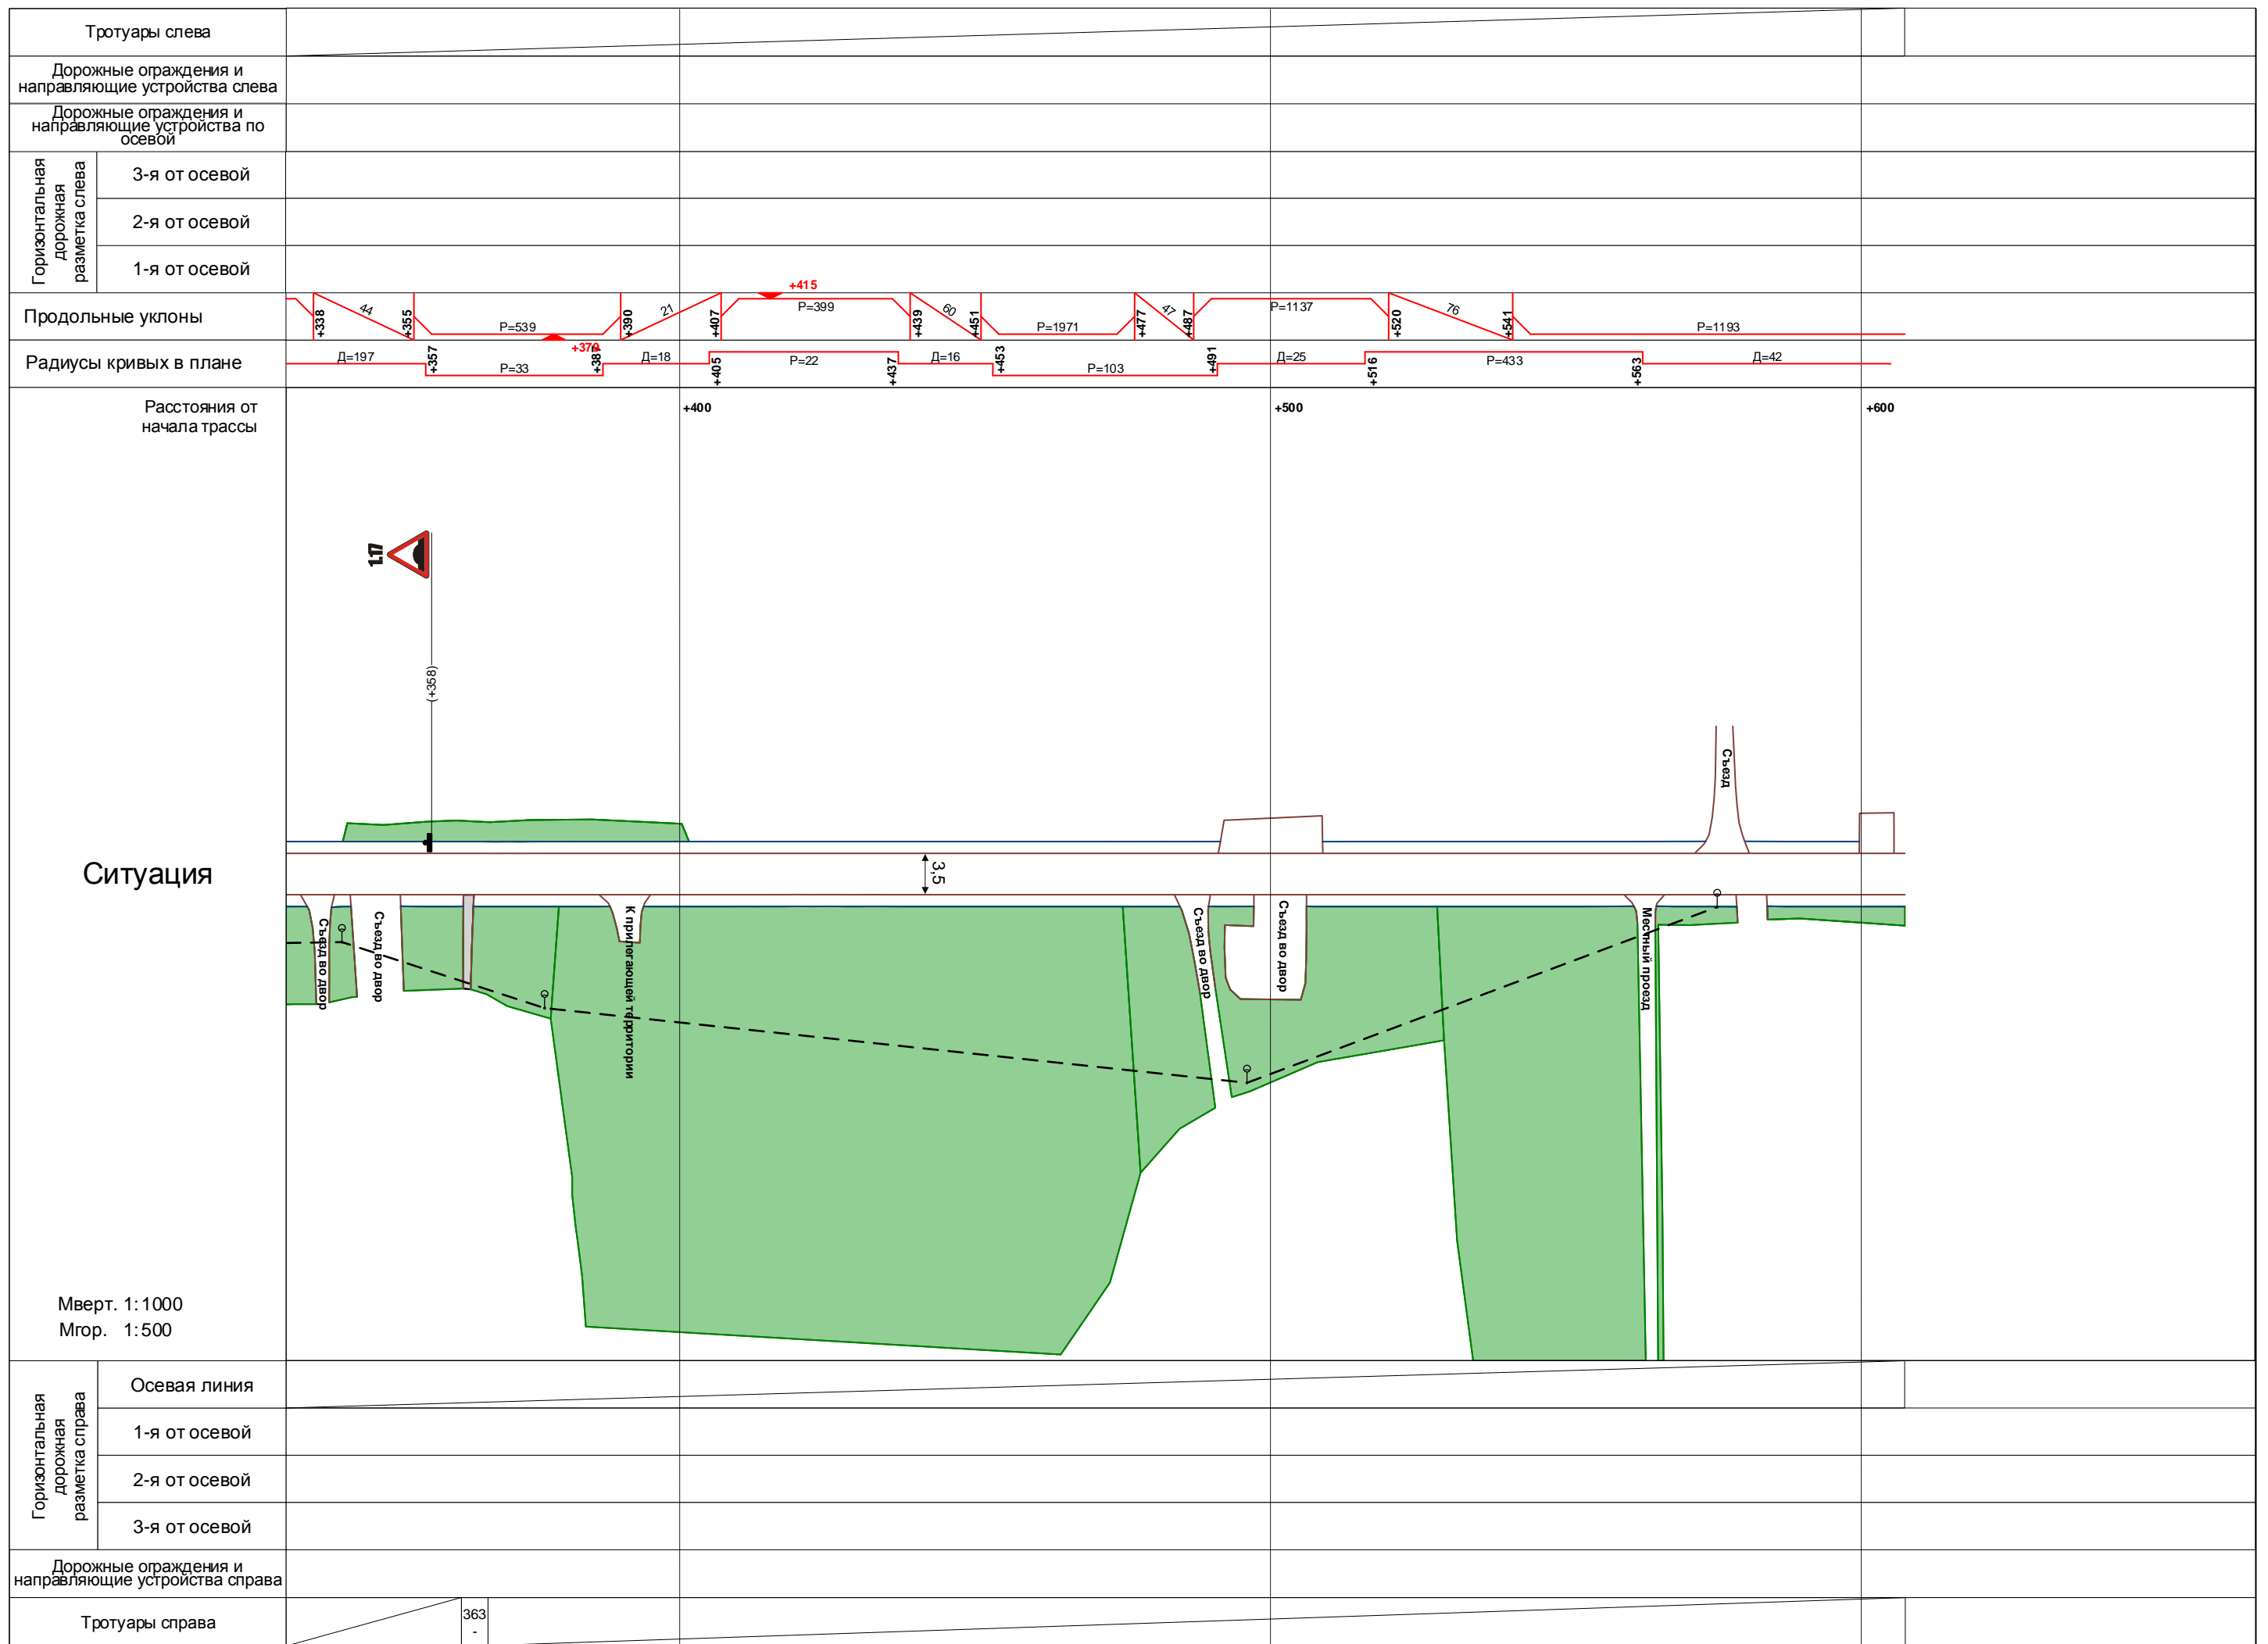 Тротуары слева
Дорожные ограждения и
направляющие устройства слева
Дорожные ограждения и
направляющие устройства по
осевой
Горизонтальная
дорожная
разметка слева
3-я от осевой
2-я от осевой
1-я от осевой
Продольные уклоны
+338
44
+355
Р=539
+379
+390
21
+407
+415
Р=399
+439
60
+451
Р=1971
+477
47
+487
Р=1137
+520
76
+541
Р=1193
Радиусы кривых в плане
Д=197
+357
Р=33
+387
Д=18
+405
Р=22
+437
Д=16
+453
Р=103
+491
Д=25
+516
Р=433
+563
Д=42
Расстояния от
начала трассы
+400
+500
+600
1.17
(+358)
Съезд
Ситуация
3,5
Съезд во двор
Съезд во двор
К прилегающей территории
Съезд во двор
Съезд во двор
Местный проезд
Мверт. 1:1000
Мгор. 1:500
Горизонтальная
дорожная
разметка справа
Осевая линия
1-я от осевой
2-я от осевой
3-я от осевой
Дорожные ограждения и
направляющие устройства справа
Тротуары справа
363
-